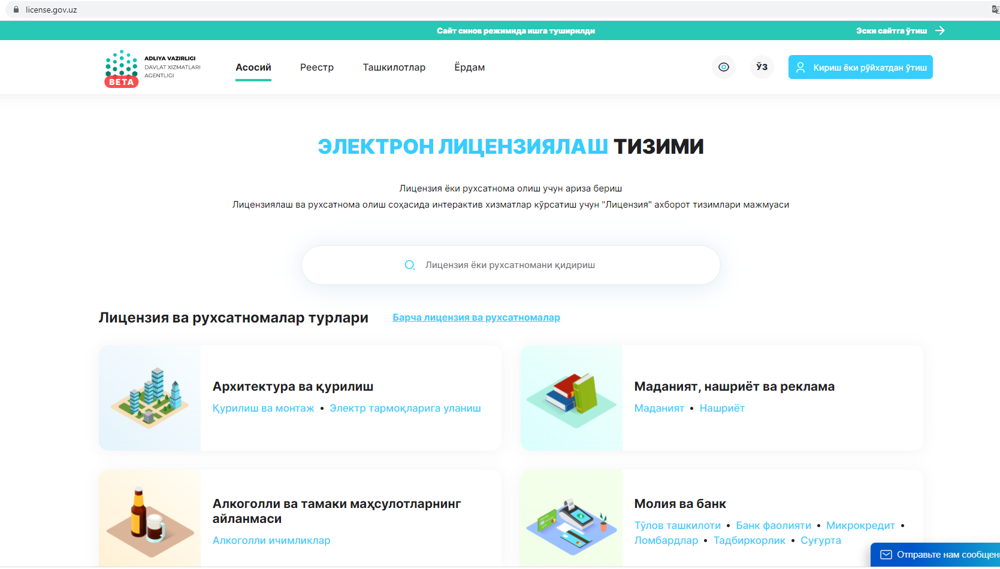 license.gov.uz
Сайт синов режимида ишга туширилди
Эски сайтга ўтиш
ADLIYA VAZIRLIGI
DAVLAT XIZMATLARI
AGENTLIGI
BETA
Асосий
Реестр
Ташкилотлар
Ёрдам
ЎЗ
Кириш ёки рўйхатдан ўтиш
ЭЛЕКТРОН ЛИЦЕНЗИЯЛАШ ТИЗИМИ
Лицензия ёки рухсатнома олиш учун ариза бериш
Лицензиялаш ва рухсатнома олиш соҳасида интерактив хизматлар кўрсатиш учун "Лицензия" ахборот тизимлари мажмуаси
Лицензия ёки рухсатномани қидириш
Лицензия ва рухсатномалар турлари
Барча лицензия ва рухсатномалар
Архитектура ва қурилиш
Қурилиш ва монтаж • Электр тармоқларига уланиш
Маданият, нашриёт ва реклама
Маданият • Нашриёт
Алкоголли ва тамаки маҳсулотларнинг
айланмаси
Алкоголли ичимликлар
Молия ва банк
Тўлов ташкилоти • Банк фаолияти • Микрокредит •
Ломбардлар • Тадбиркорлик • Суғурта
Отправьте нам сообщен